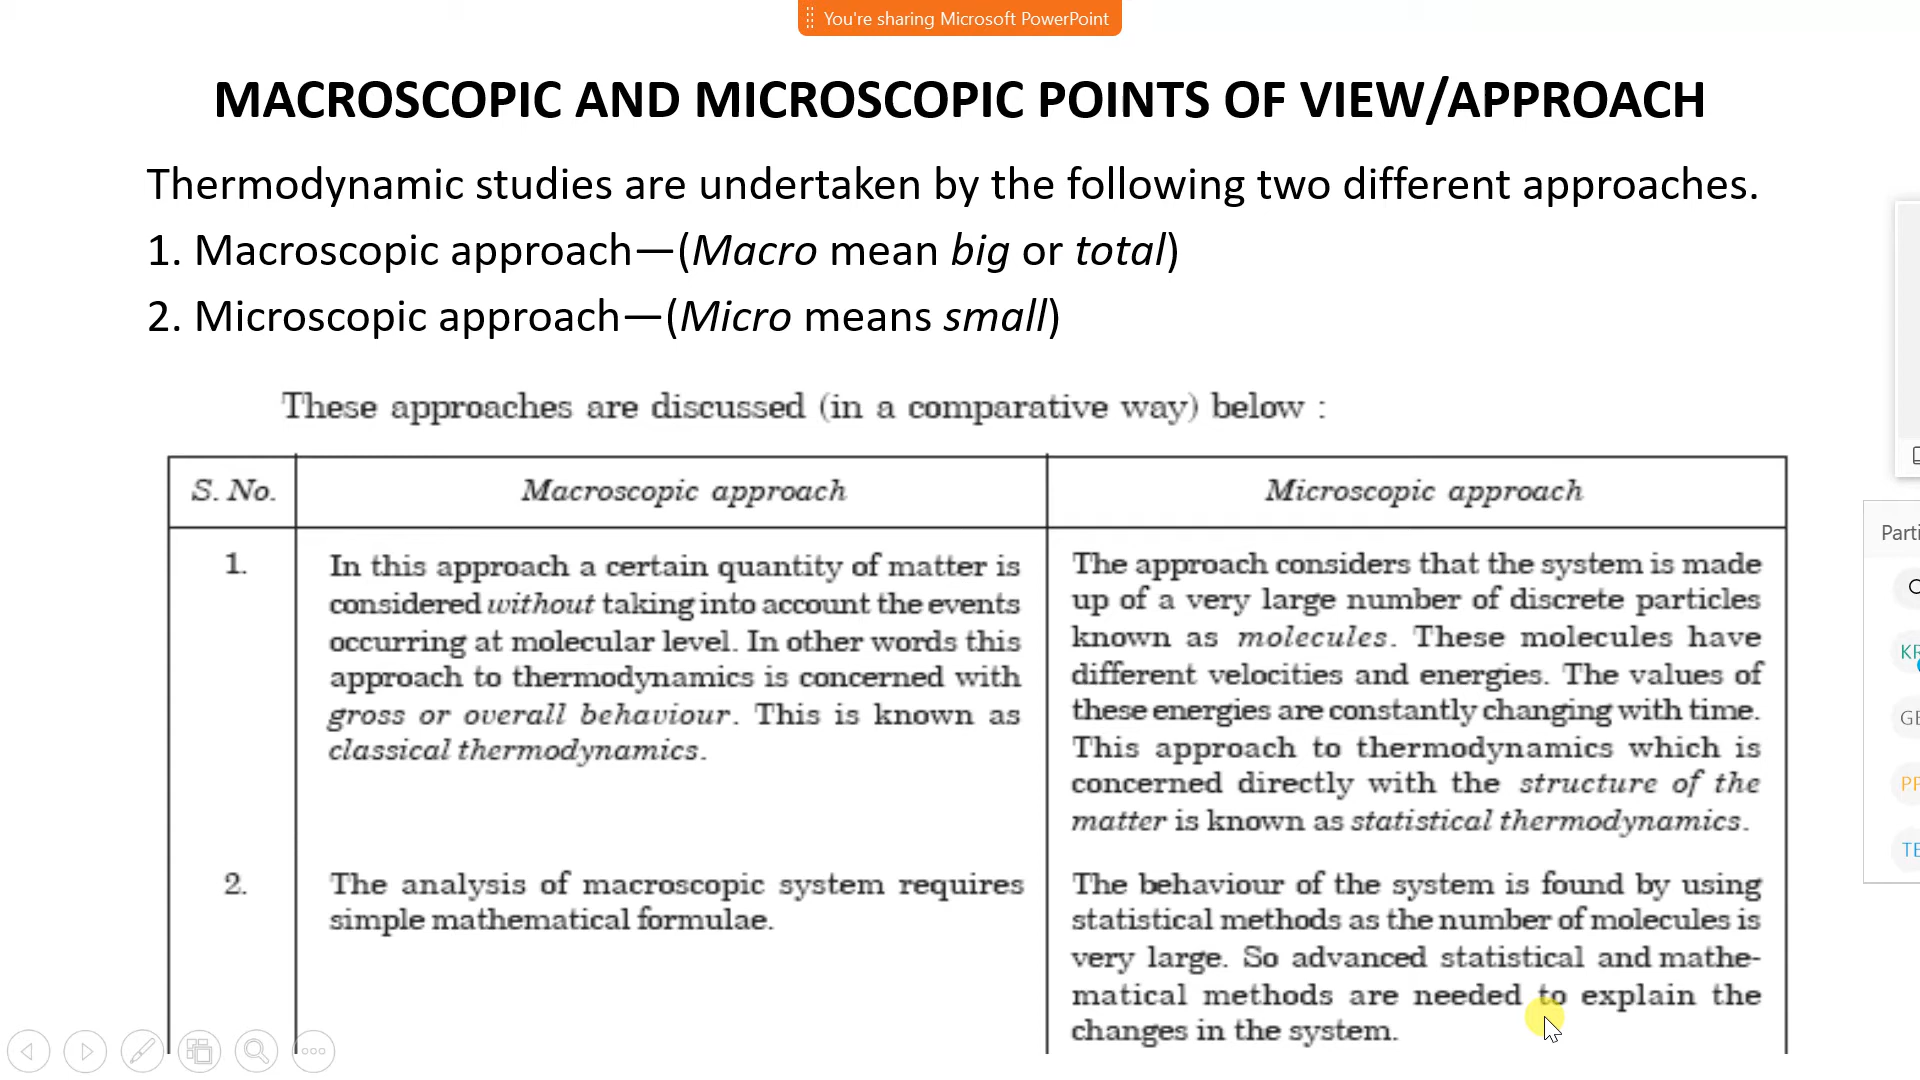 You're sharing Microsoft PowerPoint
MACROSCOPIC AND MICROSCOPIC POINTS OF VIEW/APPROACH
Thermodynamic studies are undertaken by the following two different approaches.
1. Macroscopic approach—(Macro mean big or total)
2. Microscopic approach—(Micro means small)
These approaches are discussed (in a comparative way) below :
S. No.
Macroscopic approach
Microscopic approach
1.
In this approach a certain quantity of matter is
considered without taking into account the events
occurring at molecular level. In other words this
approach to thermodynamics is concerned with
gross or overall behaviour. This is known as
classical thermodynamics.
The approach considers that the system is made
up of a very large number of discrete particles
known as molecules. These molecules have
different velocities and energies. The values of
these energies are constantly changing with time.
This approach to thermodynamics which is
concerned directly with the structure of the
matter is known as statistical thermodynamics.
2.
The analysis of macroscopic system requires
simple mathematical formulae.
The behaviour of the system is found by using
statistical methods as the number of molecules is
very large. So advanced statistical and mathe-
matical methods are needed to explain the
changes in the system.
Parti
KR
GE
PF
TE